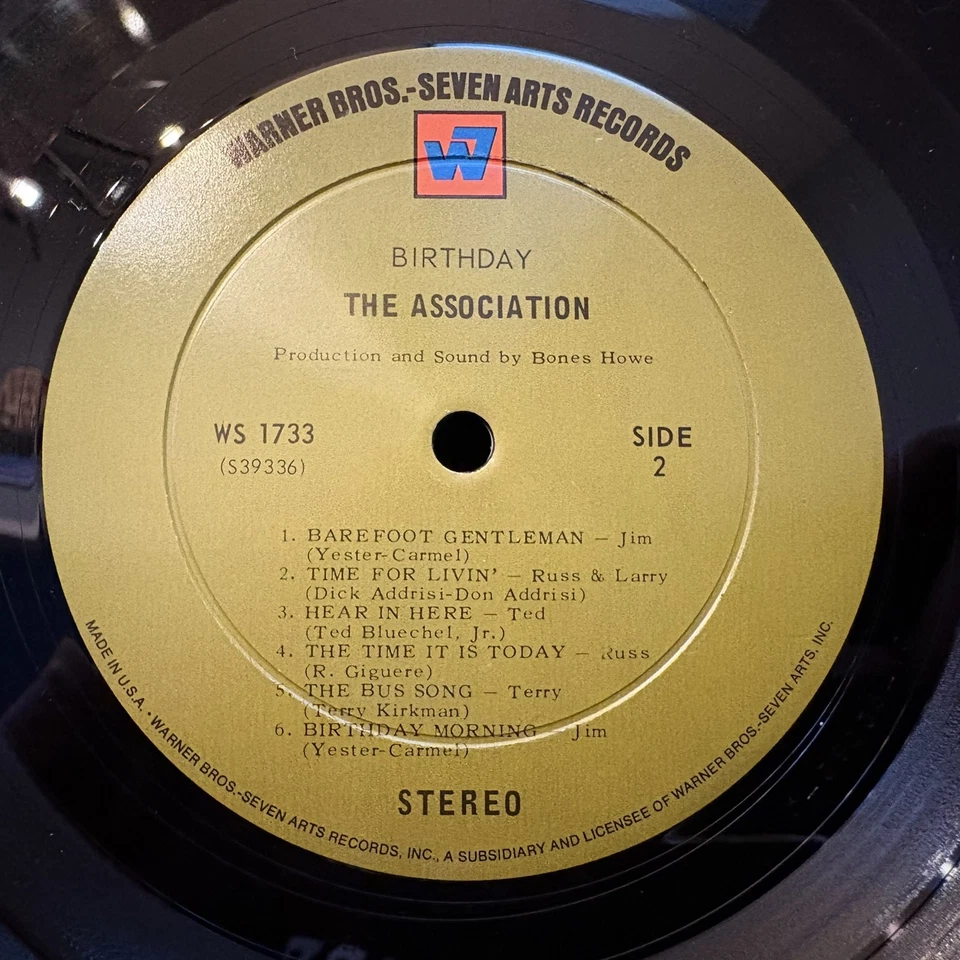 WARNER BROS.-SEVEN ARTS RECORDS
W7
BIRTHDAY
THE ASSOCIATION
Production and Sound by Bones Howe
WS 1733
(S39336)
SIDE
2
1. BAREFOOT GENTLEMAN – Jim
(Yester-Carmel)
2. TIME FOR LIVIN' – Russ & Larry
(Dick Addrisi-Don Addrisi)
3. HEAR IN HERE – Ted
(Ted Bluechel, Jr.)
4. THE TIME IT IS TODAY – Russ
(R. Giguere)
5. THE BUS SONG – Terry
(Terry Kirkman)
6. BIRTHDAY MORNING – Jim
(Yester-Carmel)
STEREO
MADE IN U.S.A. • WARNER BROS.-SEVEN ARTS RECORDS, INC., A SUBSIDIARY AND LICENSEE OF WARNER BROS.-SEVEN ARTS, INC.